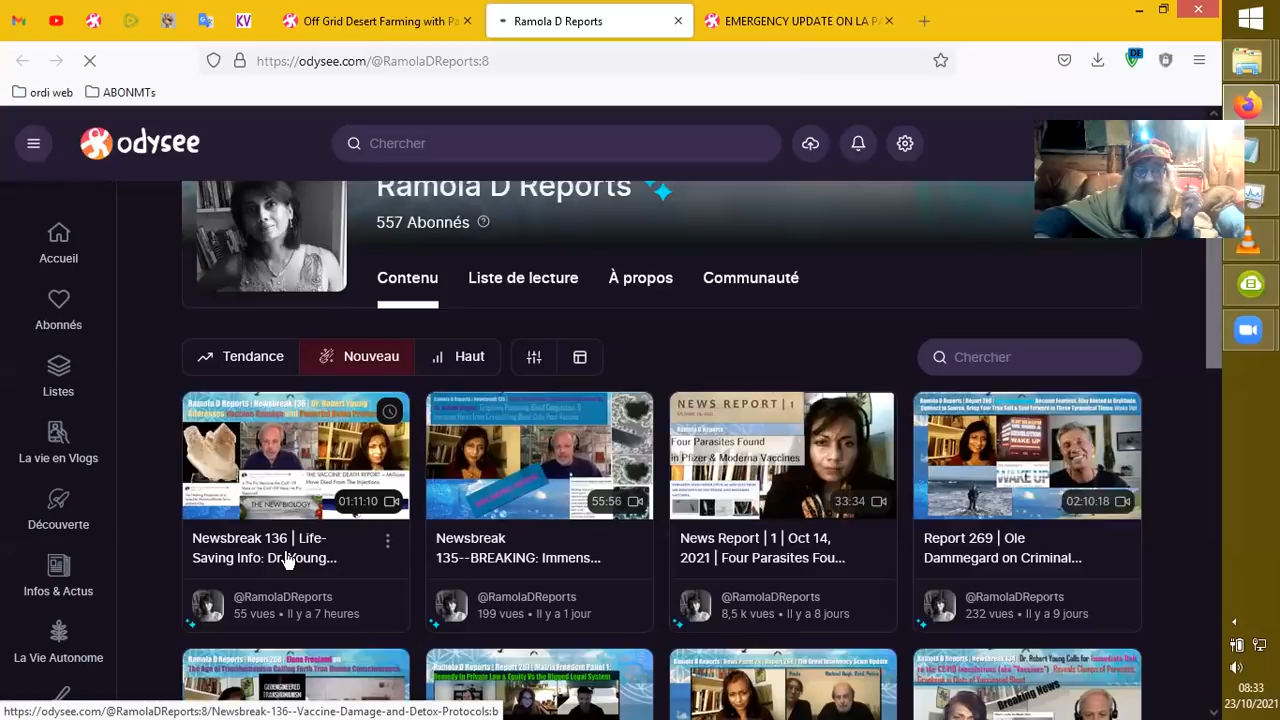 Off Grid Desert Farming with Pa
Ramola D Reports
EMERGENCY UPDATE ON LA PA
https://odysee.com/@RamolaDReports:8
ordi web
ABONMTs
odysee
Chercher
Ramola D Reports
557 Abonnés
Contenu
Liste de lecture
À propos
Communauté
Accueil
Abonnés
Listes
La vie en Vlogs
Découverte
Infos & Actus
La Vie Autonome
Tendance
Nouveau
Haut
Chercher
THE VACCINE DEATH REPORT
THE NEW BIOLOGY
01:11:10
Newsbreak 136 | Life-
Saving Info: Dr. Young...
@RamolaDReports
55 vues • Il y a 7 heures
55:56
Newsbreak
135--BREAKING: Immens...
@RamolaDReports
199 vues • Il y a 1 jour
NEWS REPORT | 1
Four Parasites Found
in Pfizer & Moderna Vaccines
33:34
News Report | 1 | Oct 14,
2021 | Four Parasites Fou...
@RamolaDReports
8,5 k vues • Il y a 8 jours
WAKE UP
02:10:18
Report 269 | Ole
Dammegard on Criminal...
@RamolaDReports
232 vues • Il y a 9 jours
https://odysee.com/@RamolaDReports:8/Newsbreak-136--Vaccine-Damage-and-Detox-Protocols:b
08:33
23/10/2021